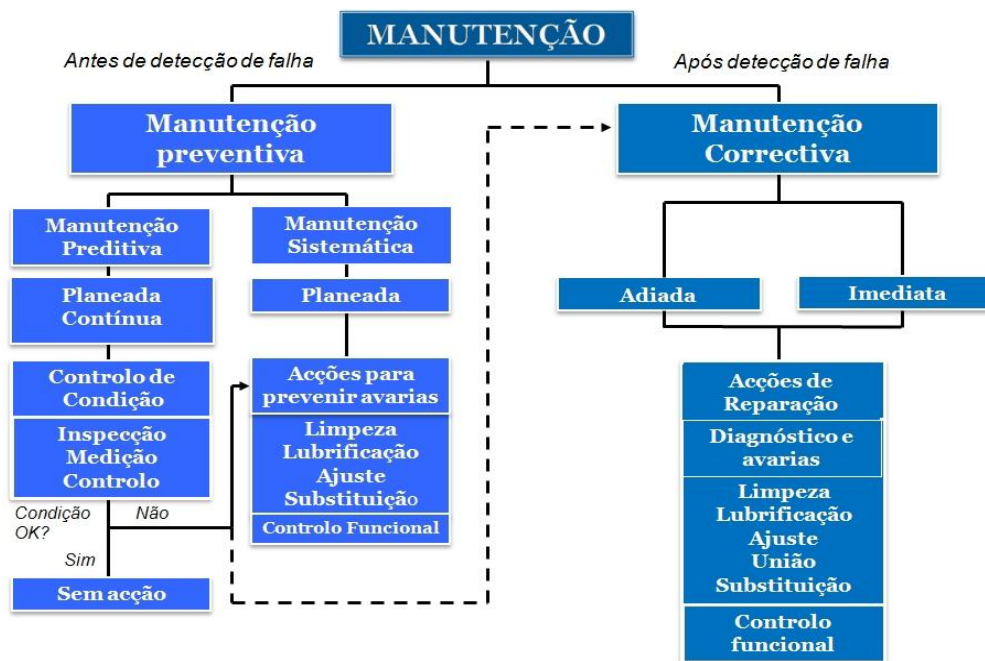 MANUTENÇÃO
Antes de detecção de falha
Após detecção de falha
Manutenção
preventiva
Manutenção
Correctiva
Manutenção
Preditiva
Manutenção
Sistemática
Planeada
Contínua
Planeada
Adiada
Imediata
Controlo de
Condição
Inspecção
Medição
Controlo
Acções para
prevenir avarias
Limpeza
Lubrificação
Ajuste
Substituição
Controlo Funcional
Condição
OK?
Não
Sim
Sem acção
Acções de
Reparação
Diagnóstico e
avarias
Limpeza
Lubrificação
Ajuste
União
Substituição
Controlo
funcional